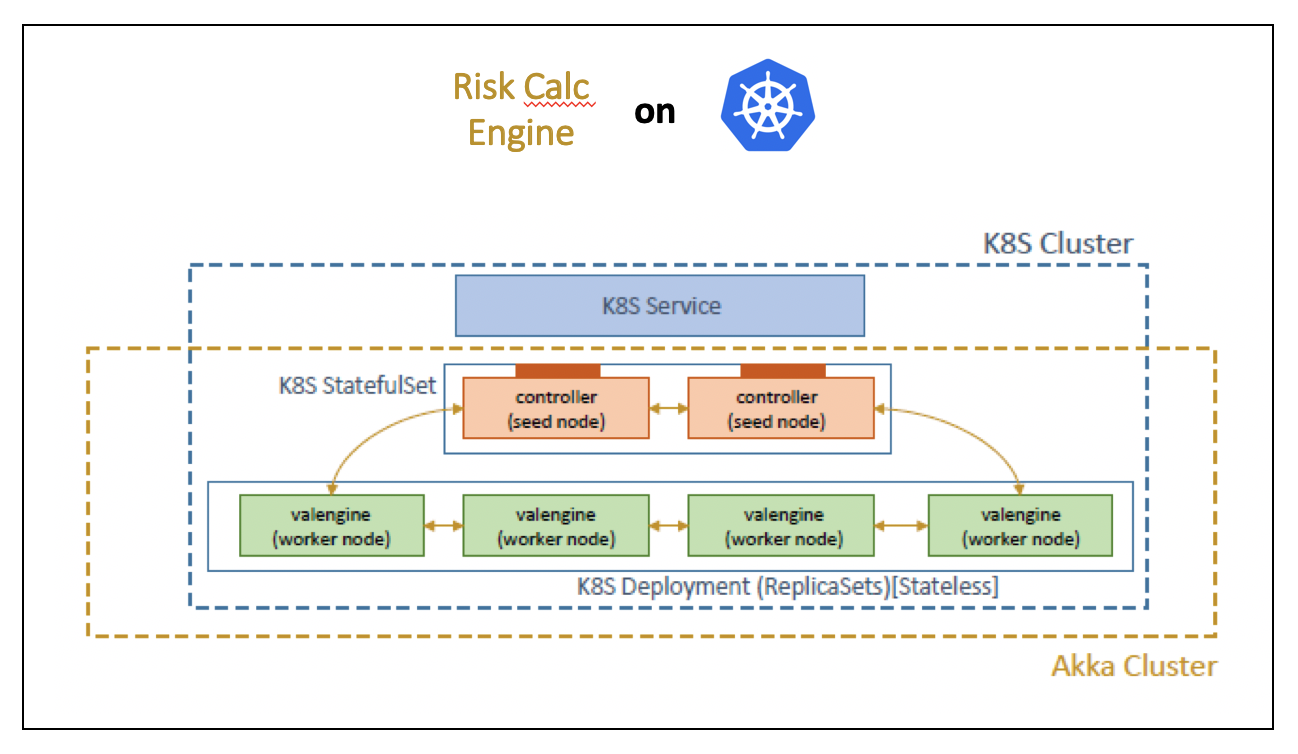 Risk Calc
Engine
on
K8S Cluster
K8S Service
K8S StatefulSet
controller
(seed node)
controller
(seed node)
valengine
(worker node)
valengine
(worker node)
valengine
(worker node)
valengine
(worker node)
K8S Deployment (ReplicaSets)[Stateless]
Akka Cluster